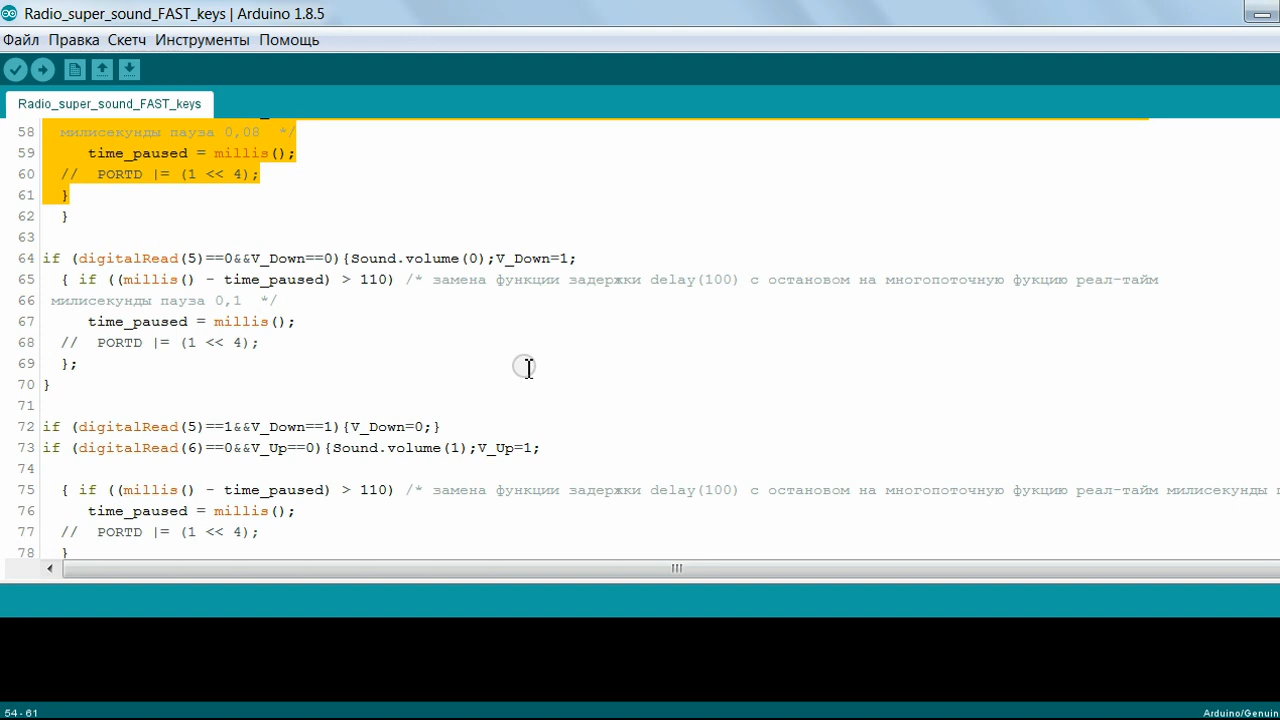 Radio_super_sound_FAST_keys | Arduino 1.8.5
Файл Правка Скетч Инструменты Помощь
Radio_super_sound_FAST_keys
58 милисекунды пауза 0,08 */
59 time_paused = millis();
60 // PORTD |= (1 << 4);
61 }
62 }
63
64 if (digitalRead(5)==0&&V_Down==0){Sound.volume(0);V_Down=1;
65 { if ((millis() - time_paused) > 110) /* замена функции задержки delay(100) с остановом на многопоточную фукцию реал-тайм
66 милисекунды пауза 0,1 */
67 time_paused = millis();
68 // PORTD |= (1 << 4);
69 };
70 }
71
72 if (digitalRead(5)==1&&V_Down==1){V_Down=0;}
73 if (digitalRead(6)==0&&V_Up==0){Sound.volume(1);V_Up=1;
74
75 { if ((millis() - time_paused) > 110) /* замена функции задержки delay(100) с остановом на многопоточную фукцию реал-тайм милисекунды
76 time_paused = millis();
77 // PORTD |= (1 << 4);
78 }
54 - 61
Arduino/Genuin